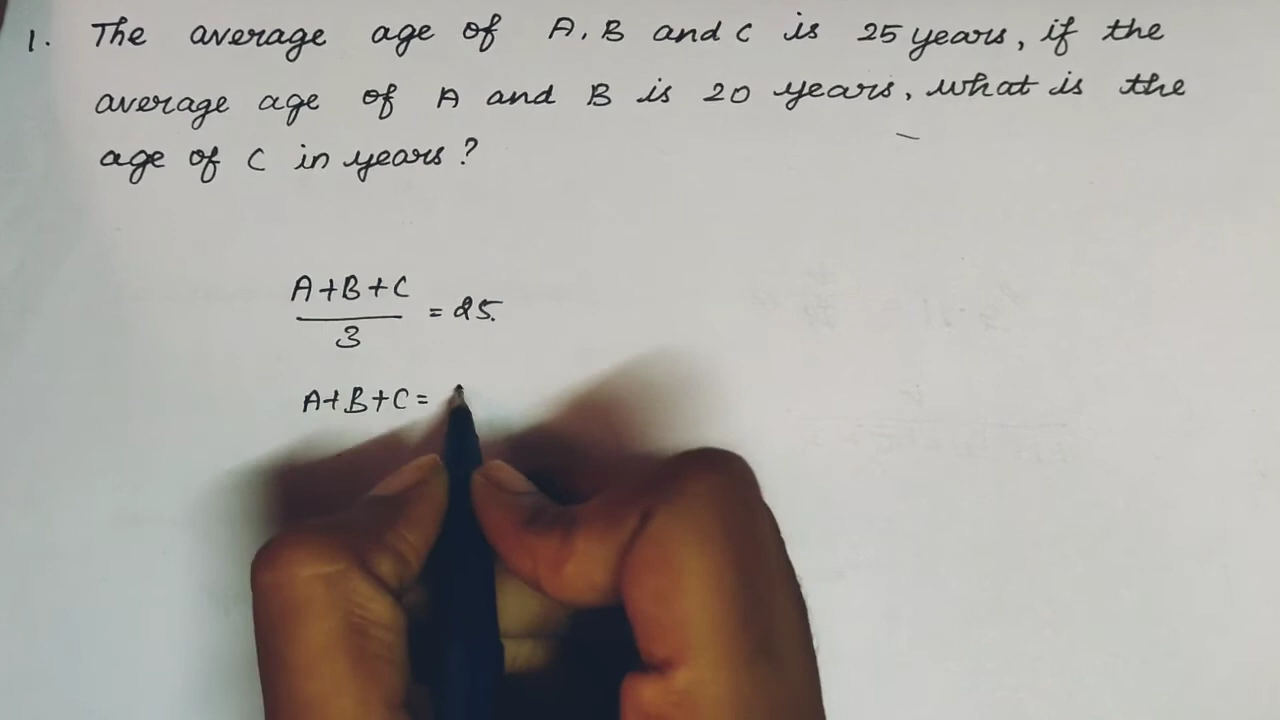 1. The average age of A, B and C is 25 years, if the
average age of A and B is 20 years, what is the
age of C in years?
A+B+C
= 25.
3
A+B+C =